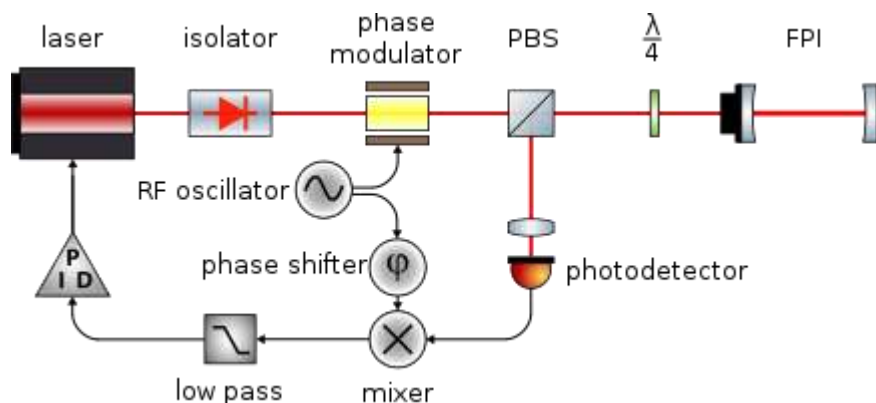 laser
isolator
phase
modulator
PBS
λ
4
FPI
RF oscillator
phase shifter
φ
photodetector
P
I D
low pass
mixer